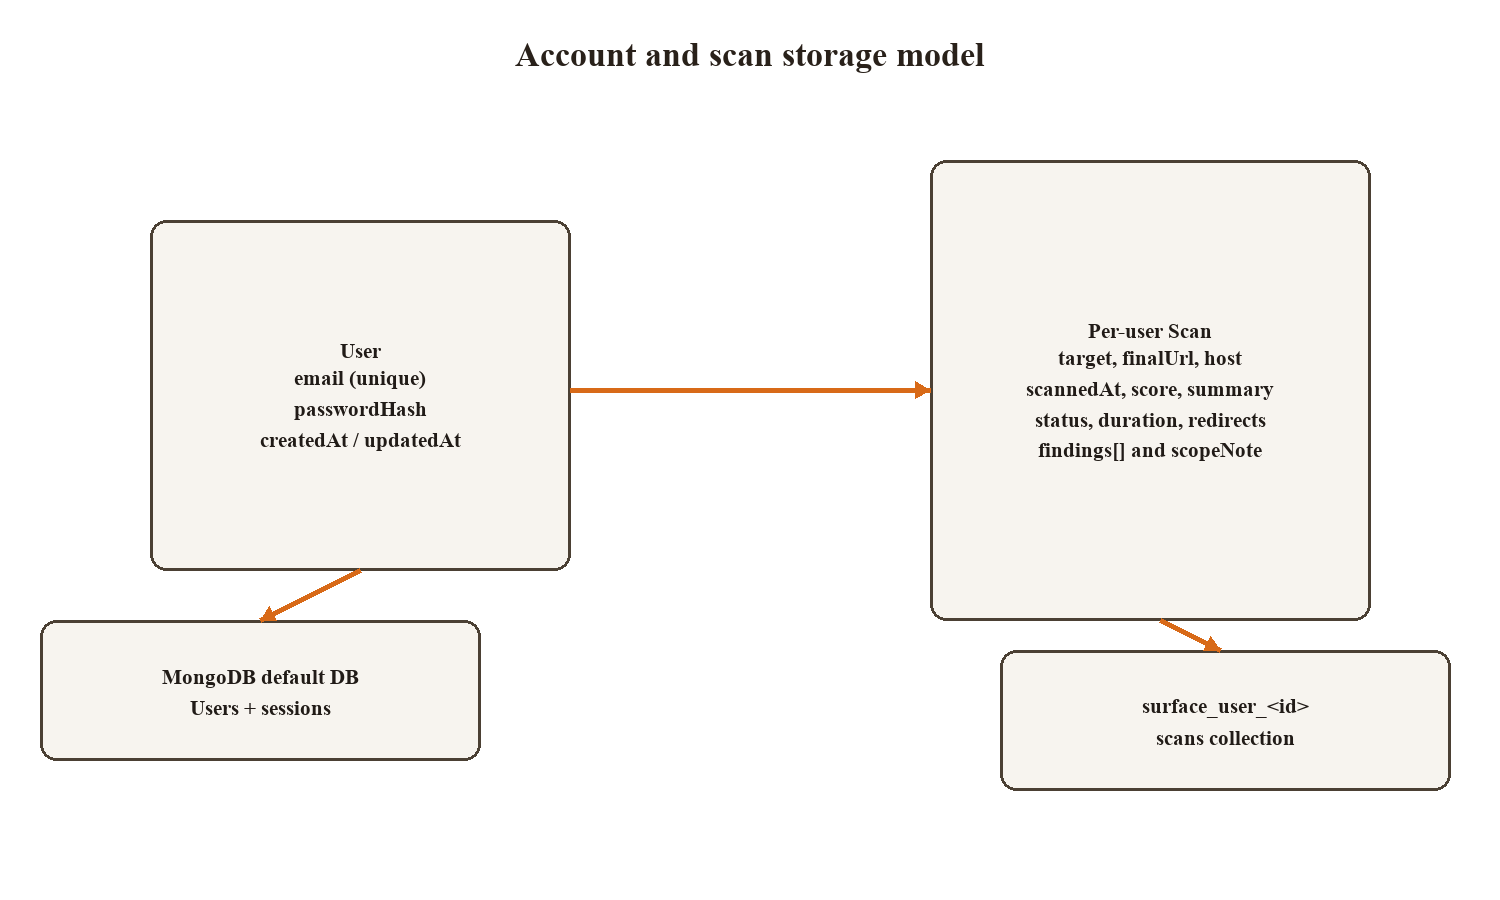 Account and scan storage model
User
email (unique)
passwordHash
createdAt / updatedAt
Per-user Scan
target, finalUrl, host
scannedAt, score, summary
status, duration, redirects
findings[] and scopeNote
MongoDB default DB
Users + sessions
surface_user_<id>
scans collection